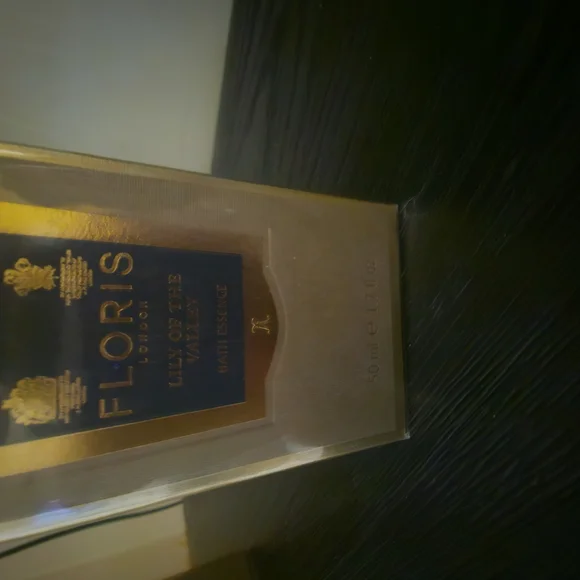 FLORIS
LONDON
LILY OF THE
VALLEY
BATH ESSENCE
50 ml e 1.7 fl oz